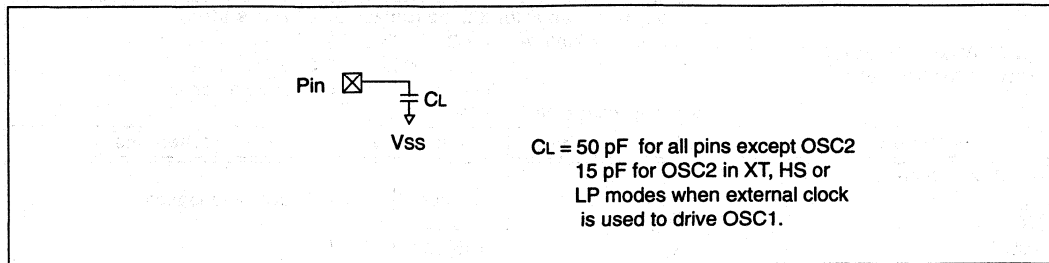 Pin
CL
Vss
CL = 50 pF for all pins except OSC2
15 pF for OSC2 in XT, HS or
LP modes when external clock
is used to drive OSC1.